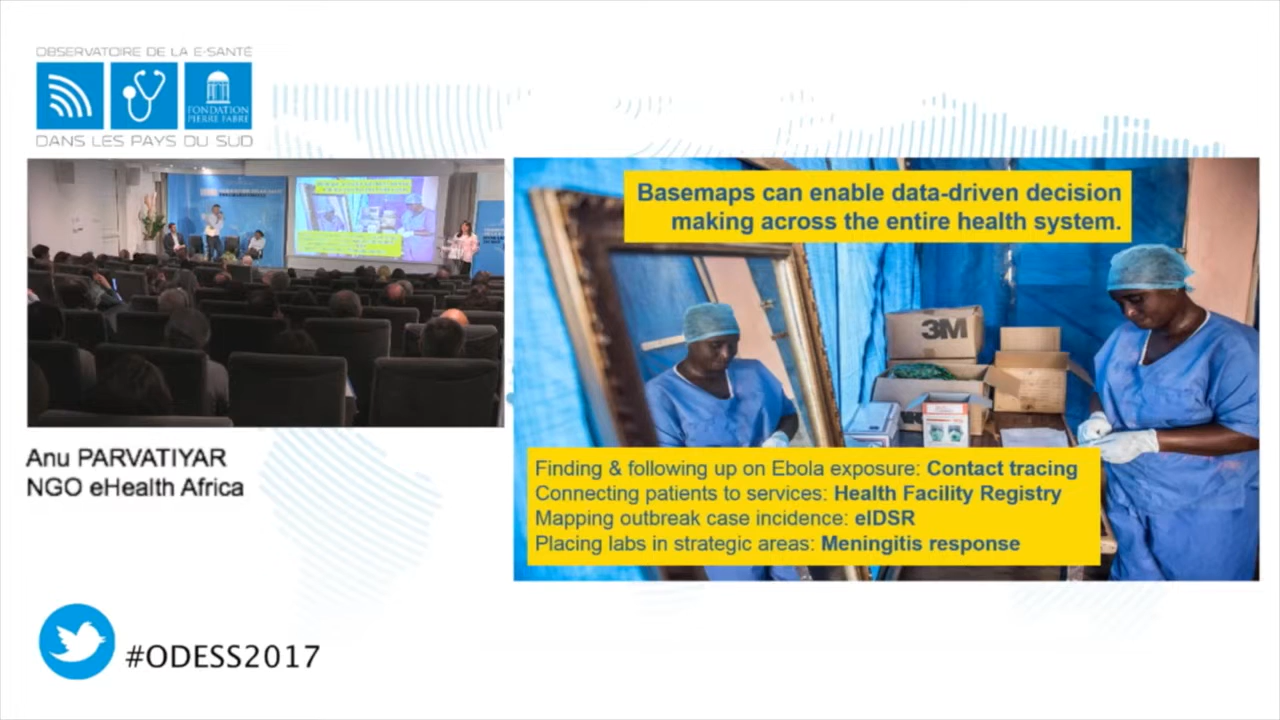 OBSERVATOIRE DE LA E-SANTÉ
FONDATION
PIERRE FABRE
DANS LES PAYS DU SUD
Basemaps can enable data-driven decision
making across the entire health system.
3M
Finding & following up on Ebola exposure: Contact tracing
Connecting patients to services: Health Facility Registry
Mapping outbreak case incidence: eIDSR
Placing labs in strategic areas: Meningitis response
Anu PARVATIYAR
NGO eHealth Africa
#ODESS2017